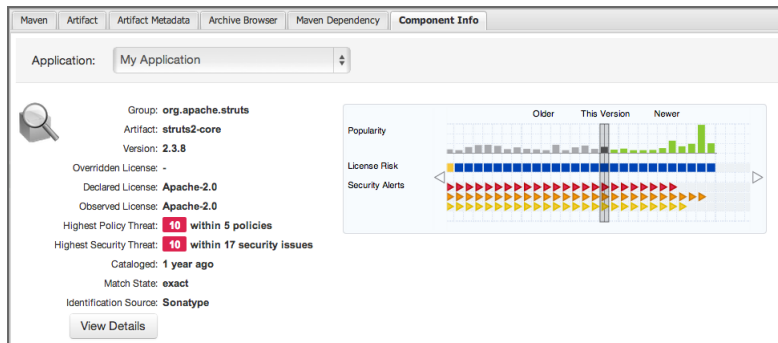 Maven Artifact Artifact Metadata Archive Browser Maven Dependency Component Info
Application: My Application
Group: org.apache.struts
Artifact: struts2-core
Version: 2.3.8
Overridden License: -
Declared License: Apache-2.0
Observed License: Apache-2.0
Highest Policy Threat: 10 within 5 policies
Highest Security Threat: 10 within 17 security issues
Cataloged: 1 year ago
Match State: exact
Identification Source: Sonatype
View Details
Older This Version Newer
Popularity
License Risk
Security Alerts